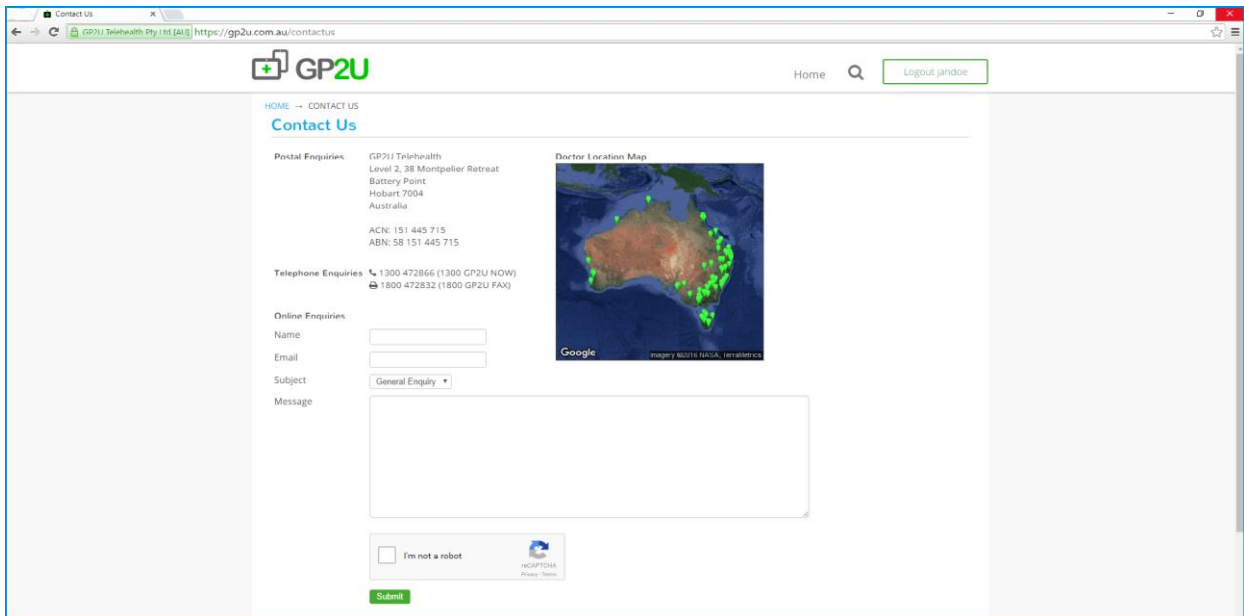 Contact Us
GP2U Telehealth Pty Ltd [AU] https://gp2u.com.au/contactus
GP2U
Home
Logout jandoe
HOME → CONTACT US
Contact Us
Postal Enquiries
GP2U Telehealth
Level 2, 38 Montpelier Retreat
Battery Point
Hobart 7004
Australia
ACN: 151 445 715
ABN: 58 151 445 715
Doctor Location Map
Google
Imagery ©2016 NASA, TerraMetrics
Telephone Enquiries
1300 472866 (1300 GP2U NOW)
1800 472832 (1800 GP2U FAX)
Online Enquiries
Name
Email
Subject
General Enquiry
Message
I'm not a robot
reCAPTCHA
Privacy - Terms
Submit